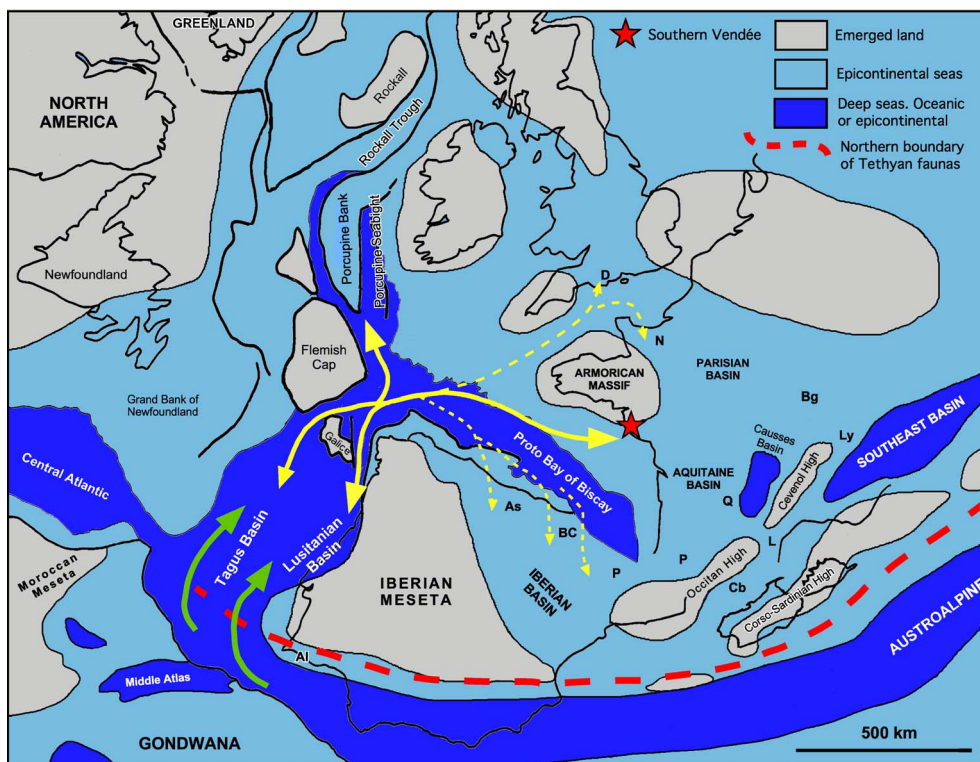 GREENLAND
NORTH
AMERICA
Rockall
Rockall Trough
Southern Vendée
Emerged land
Epicontinental seas
Deep seas. Oceanic
or epicontinental
Northern boundary
of Tethyan faunas
Newfoundland
Porcupine Bank
Porcupine Seabight
D
N
Flemish
Cap
ARMORICAN
MASSIF
PARISIAN
BASIN
Grand Bank of
Newfoundland
Bg
Galice
Causses
Basin
Ly
SOUTHEAST BASIN
Central Atlantic
Proto Bay of Biscay
AQUITAINE
BASIN
Cevenol High
Q
As
BC
L
Tagus Basin
Lusitanian
Basin
Moroccan
Meseta
IBERIAN
MESETA
IBERIAN
BASIN
P
P
Occitan High
Cb
Corso-Sardinian High
AUSTROALPINE
Al
Middle Atlas
GONDWANA
500 km